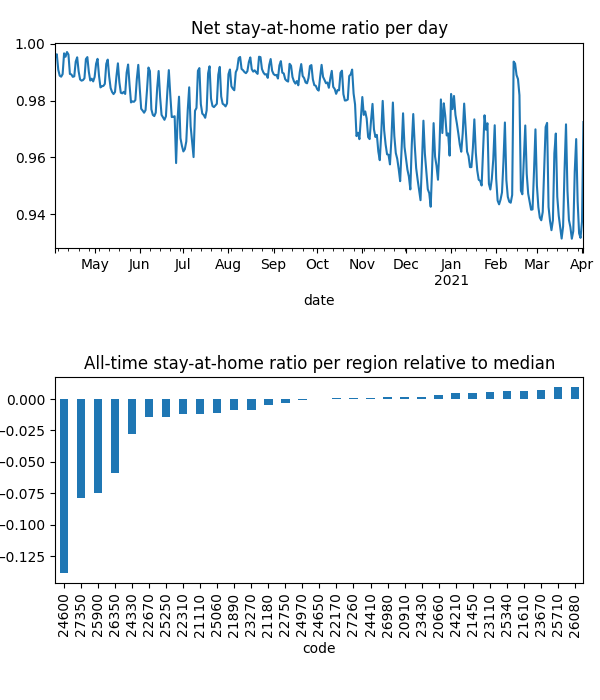 Net stay-at-home ratio per day
1.00
0.98
0.96
0.94
May Jun Jul Aug Sep Oct Nov Dec Jan Feb Mar Apr
2021
date
All-time stay-at-home ratio per region relative to median
0.000
−0.025
−0.050
−0.075
−0.100
−0.125
24600 27350 25900 26350 24330 22670 25250 22310 21110 25060 21890 23270 21180 22750 24970 24650 22170 27260 24410 26980 20910 23430 20660 24210 21450 23110 25340 21610 23670 25710 26080
code